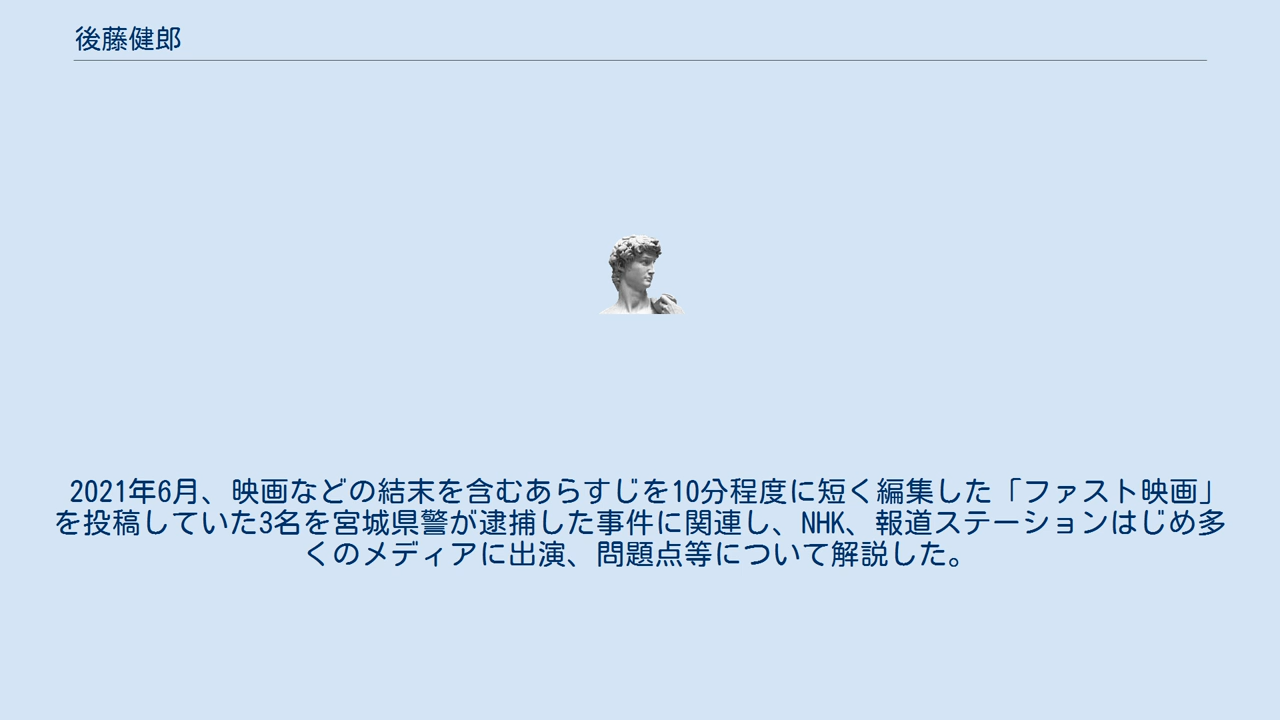 後藤健郎
2021年6月、映画などの結末を含むあらすじを10分程度に短く編集した「ファスト映画」
を投稿していた3名を宮城県警が逮捕した事件に関連し、NHK、報道ステーションはじめ多
くのメディアに出演、問題点等について解説した。